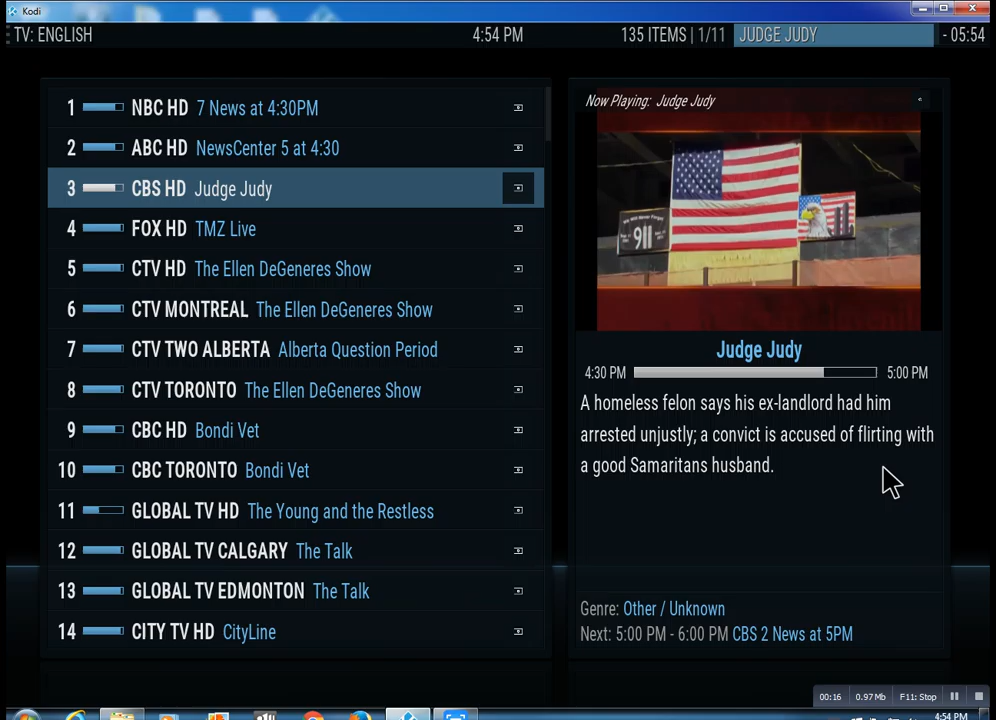 Kodi
TV: ENGLISH
4:54 PM
135 ITEMS | 1/11
JUDGE JUDY
- 05:54
1 NBC HD 7 News at 4:30PM
2 ABC HD NewsCenter 5 at 4:30
3 CBS HD Judge Judy
4 FOX HD TMZ Live
5 CTV HD The Ellen DeGeneres Show
6 CTV MONTREAL The Ellen DeGeneres Show
7 CTV TWO ALBERTA Alberta Question Period
8 CTV TORONTO The Ellen DeGeneres Show
9 CBC HD Bondi Vet
10 CBC TORONTO Bondi Vet
11 GLOBAL TV HD The Young and the Restless
12 GLOBAL TV CALGARY The Talk
13 GLOBAL TV EDMONTON The Talk
14 CITY TV HD CityLine
Now Playing: Judge Judy
We Will Never Forget
911
Judge Judy
4:30 PM
5:00 PM
A homeless felon says his ex-landlord had him
arrested unjustly; a convict is accused of flirting with
a good Samaritans husband.
Genre: Other / Unknown
Next: 5:00 PM - 6:00 PM CBS 2 News at 5PM
00:16
0.97 Mb
F11: Stop
4:54 PM